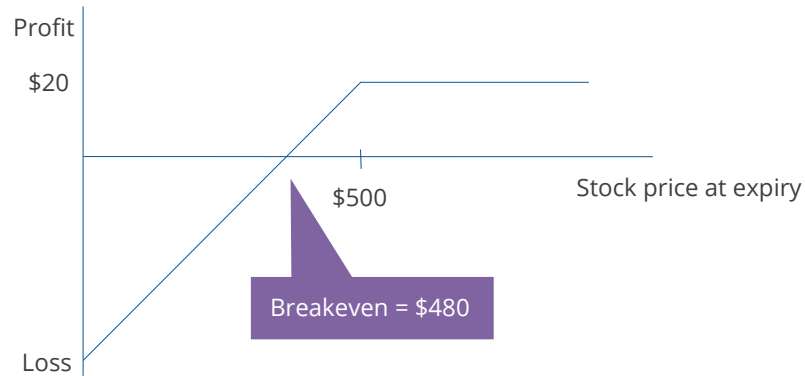 Profit
$20
$500
Stock price at expiry
Breakeven = $480
Loss